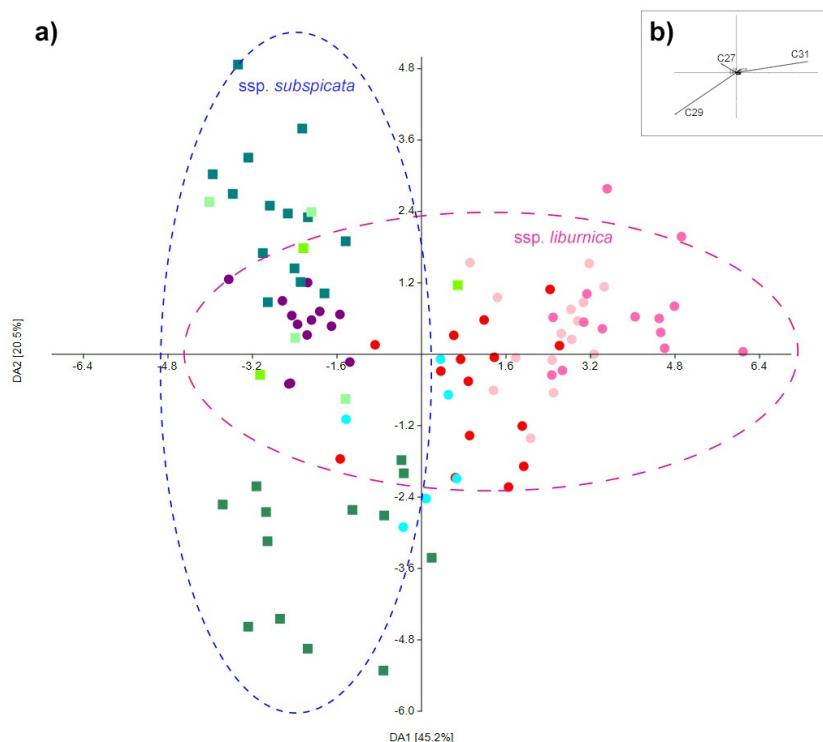 a)
b)
C27
C31
C29
ssp. subspicata
ssp. liburnica
4.8
3.6
2.4
1.2
-1.2
-2.4
-3.6
-4.8
-6.0
-6.4
-4.8
-3.2
-1.6
1.6
3.2
4.8
6.4
DA2 [20.5%]
DA1 [45.2%]